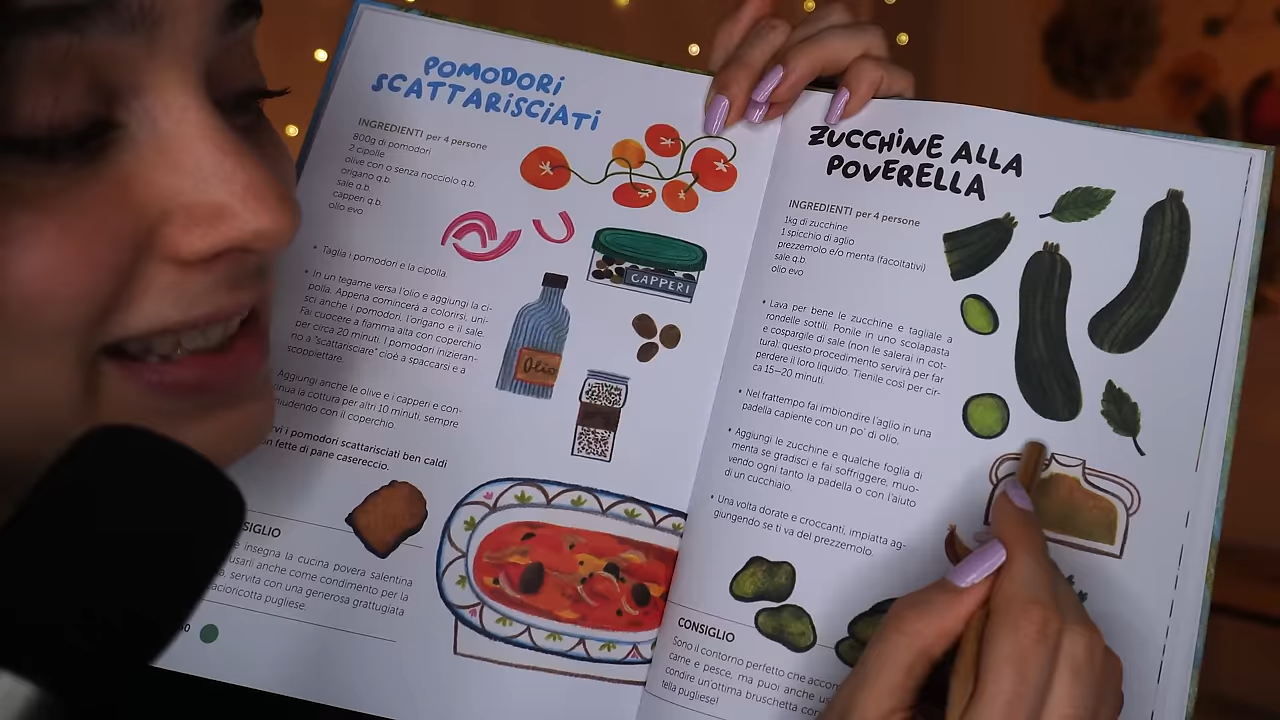 POMODORI
SCATTARISCIATI
INGREDIENTI per 4 persone
800g di pomodori
2 cipolle
olive con o senza nocciolo q.b.
origano q.b.
sale q.b.
capperi q.b.
olio evo
• Taglia i pomodori e la cipolla.
• In un tegame versa l'olio e aggiungi la ci-
polla. Appena comincerà a colorirsi, uni-
sci anche i pomodori, l'origano e il sale.
Fai cuocere a fiamma alta con coperchio
per circa 20 minuti. I pomodori inizieran-
no a "scattarisciare" cioè a spaccarsi e a
scoppiettare.
Aggiungi anche le olive e i capperi e con-
la cottura per altri 10 minuti, sempre
con il coperchio.
i pomodori scattarisciati ben caldi
fette di pane casereccio.
CAPPERI
Olio
insegna la cucina povera salentina
usarli anche come condimento per la
servita con una generosa grattugiata
cacioricotta pugliese.
ZUCCHINE ALLA
POVERELLA
INGREDIENTI per 4 persone
1kg di zucchine
1 spicchio di aglio
prezzemolo e/o menta (facoltativi)
sale q.b.
olio evo
• Lava per bene le zucchine e tagliale a
rondelle sottili. Ponile in uno scolapasta
e cospargile di sale (non le salerai in cot-
tura): questo procedimento servirà per far
perdere il loro liquido. Tienile così per cir-
ca 15–20 minuti.
• Nel frattempo fai imbiondire l'aglio in una
padella capiente con un po' di olio.
• Aggiungi le zucchine e qualche foglia di
menta se gradisci e fai soffriggere, muo-
vendo ogni tanto la padella o con l'aiuto
di un cucchiaio.
• Una volta dorate e croccanti, impiatta ag-
giungendo se ti va del prezzemolo.
CONSIGLIO
Sono il contorno perfetto che
carne e pesce, ma puoi anche
condire un'ottima bruschetta
pugliese!